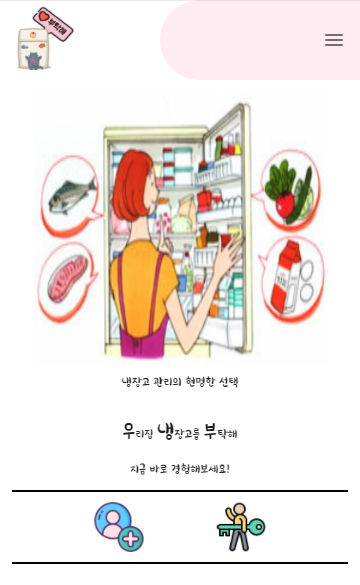 부탁해
냉장고 관리의 현명한 선택
우리집 냉장고를 부탁해
지금 바로 경험해보세요!